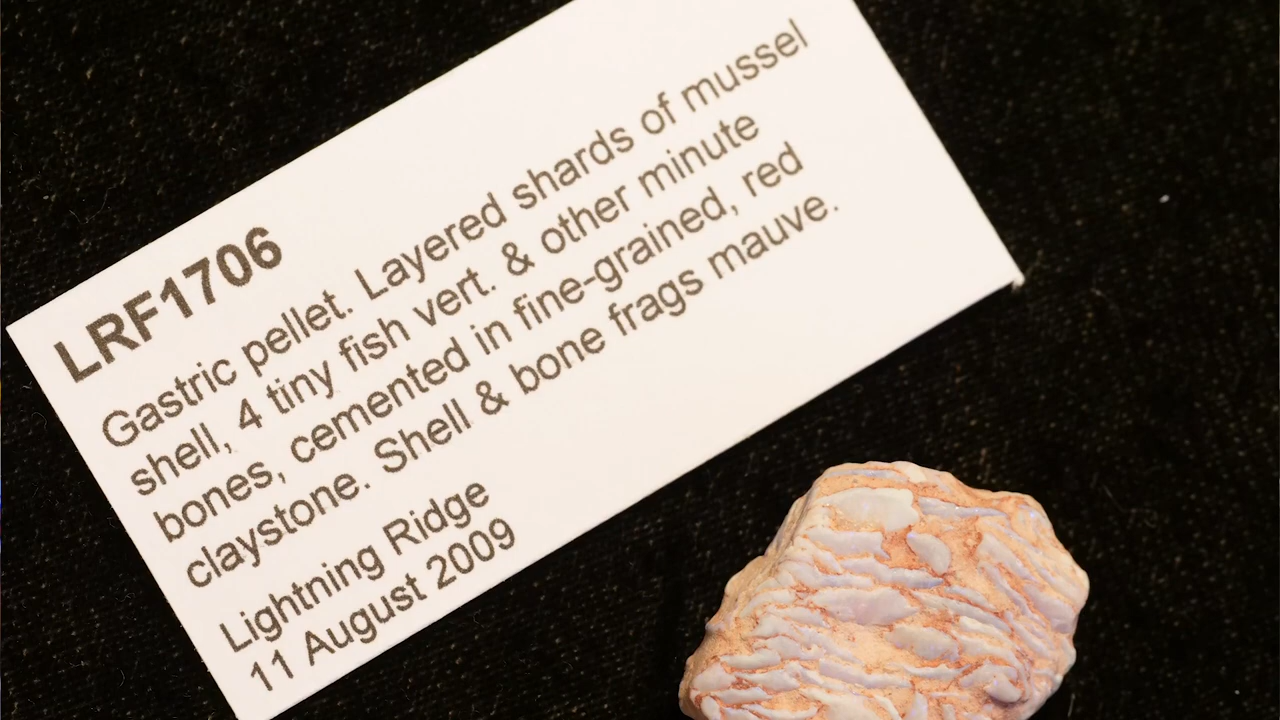 LRF1706
Gastric pellet. Layered shards of mussel
shell, 4 tiny fish vert. & other minute
bones, cemented in fine-grained, red
claystone. Shell & bone frags mauve.
Lightning Ridge
11 August 2009